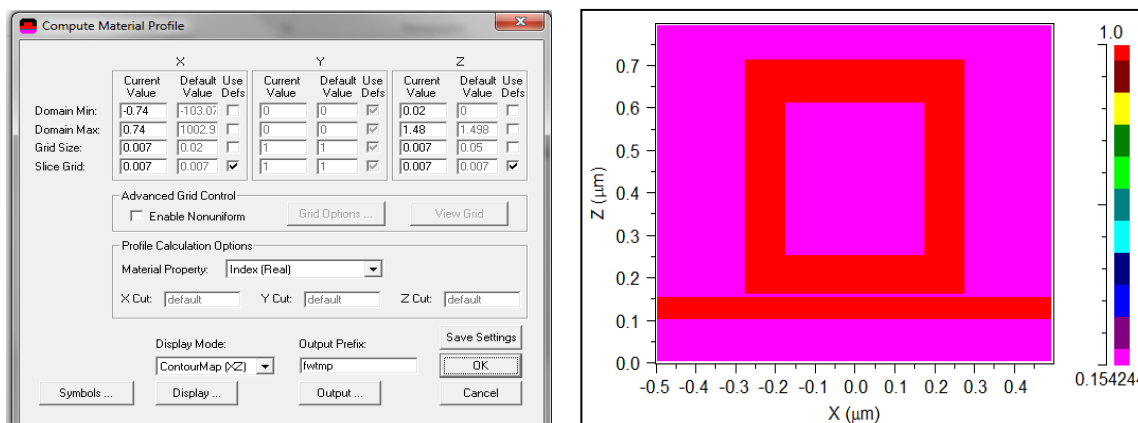 Compute Material Profile
X Y Z
Current Value Default Value Use Defs Current Value Default Value Use Defs Current Value Default Value Use Defs
Domain Min: -0.74 -103.07 0 0 0.02 0
Domain Max: 0.74 1002.9 0 0 1.48 1.498
Grid Size: 0.007 0.02 1 1 0.007 0.05
Slice Grid: 0.007 0.007 1 1 0.007 0.007
Advanced Grid Control
Enable Nonuniform Grid Options ... View Grid
Profile Calculation Options
Material Property: Index (Real)
X Cut: default Y Cut: default Z Cut: default
Display Mode: Output Prefix: Save Settings
ContourMap (XZ) fwtmp OK
Symbols ... Display ... Output ... Cancel
1.0
0.7
0.6
0.5
0.4
0.3
0.2
0.1
0.0
Z (μm)
-0.5 -0.4 -0.3 -0.2 -0.1 0.0 0.1 0.2 0.3 0.4
X (μm)
0.154244